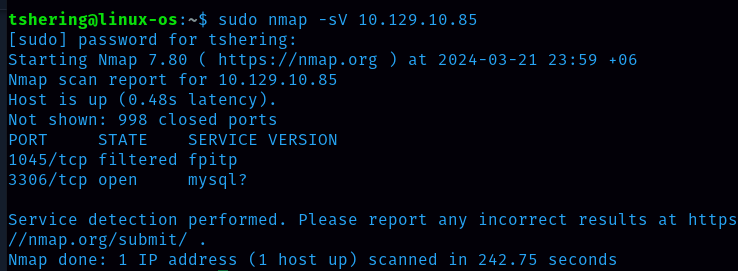 tshering@linux-os:~$ sudo nmap -sV 10.129.10.85
[sudo] password for tshering:
Starting Nmap 7.80 ( https://nmap.org ) at 2024-03-21 23:59 +06
Nmap scan report for 10.129.10.85
Host is up (0.48s latency).
Not shown: 998 closed ports
PORT     STATE    SERVICE VERSION
1045/tcp filtered fpitp
3306/tcp open     mysql?
Service detection performed. Please report any incorrect results at https
//nmap.org/submit/ .
Nmap done: 1 IP address (1 host up) scanned in 242.75 seconds